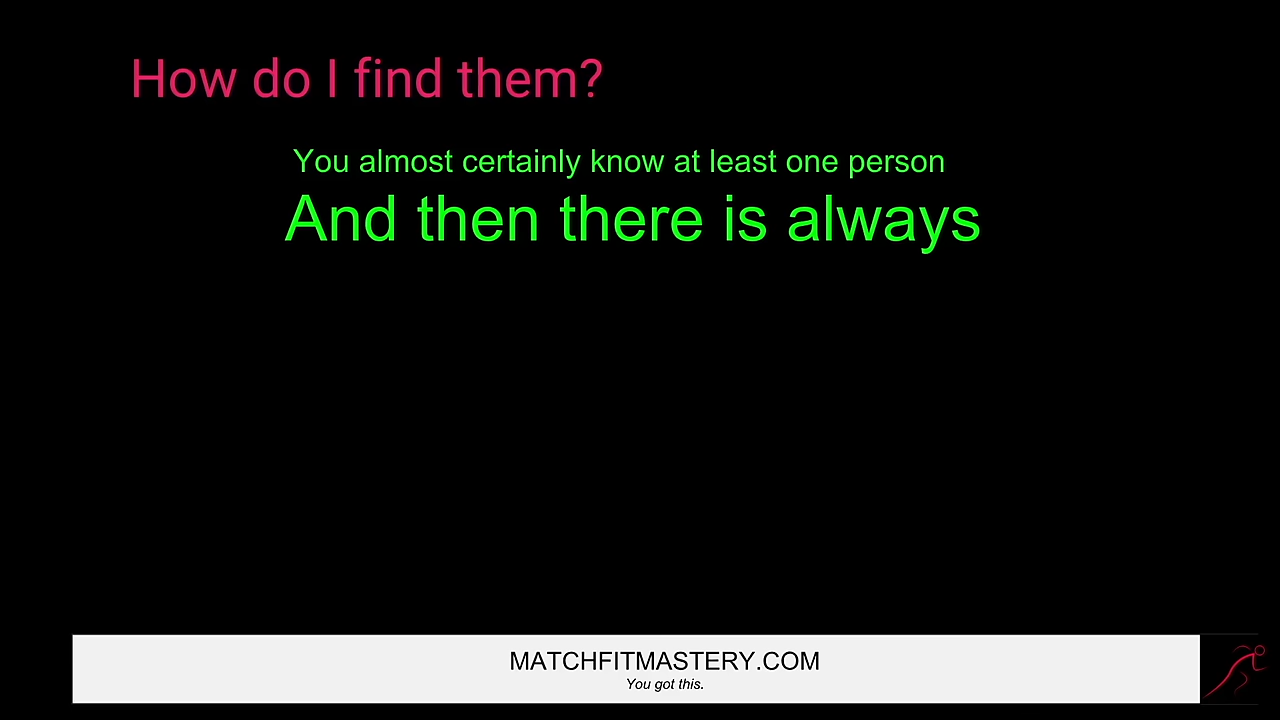 How do I find them?
You almost certainly know at least one person
And then there is always
MATCHFITMASTERY.COM
You got this.